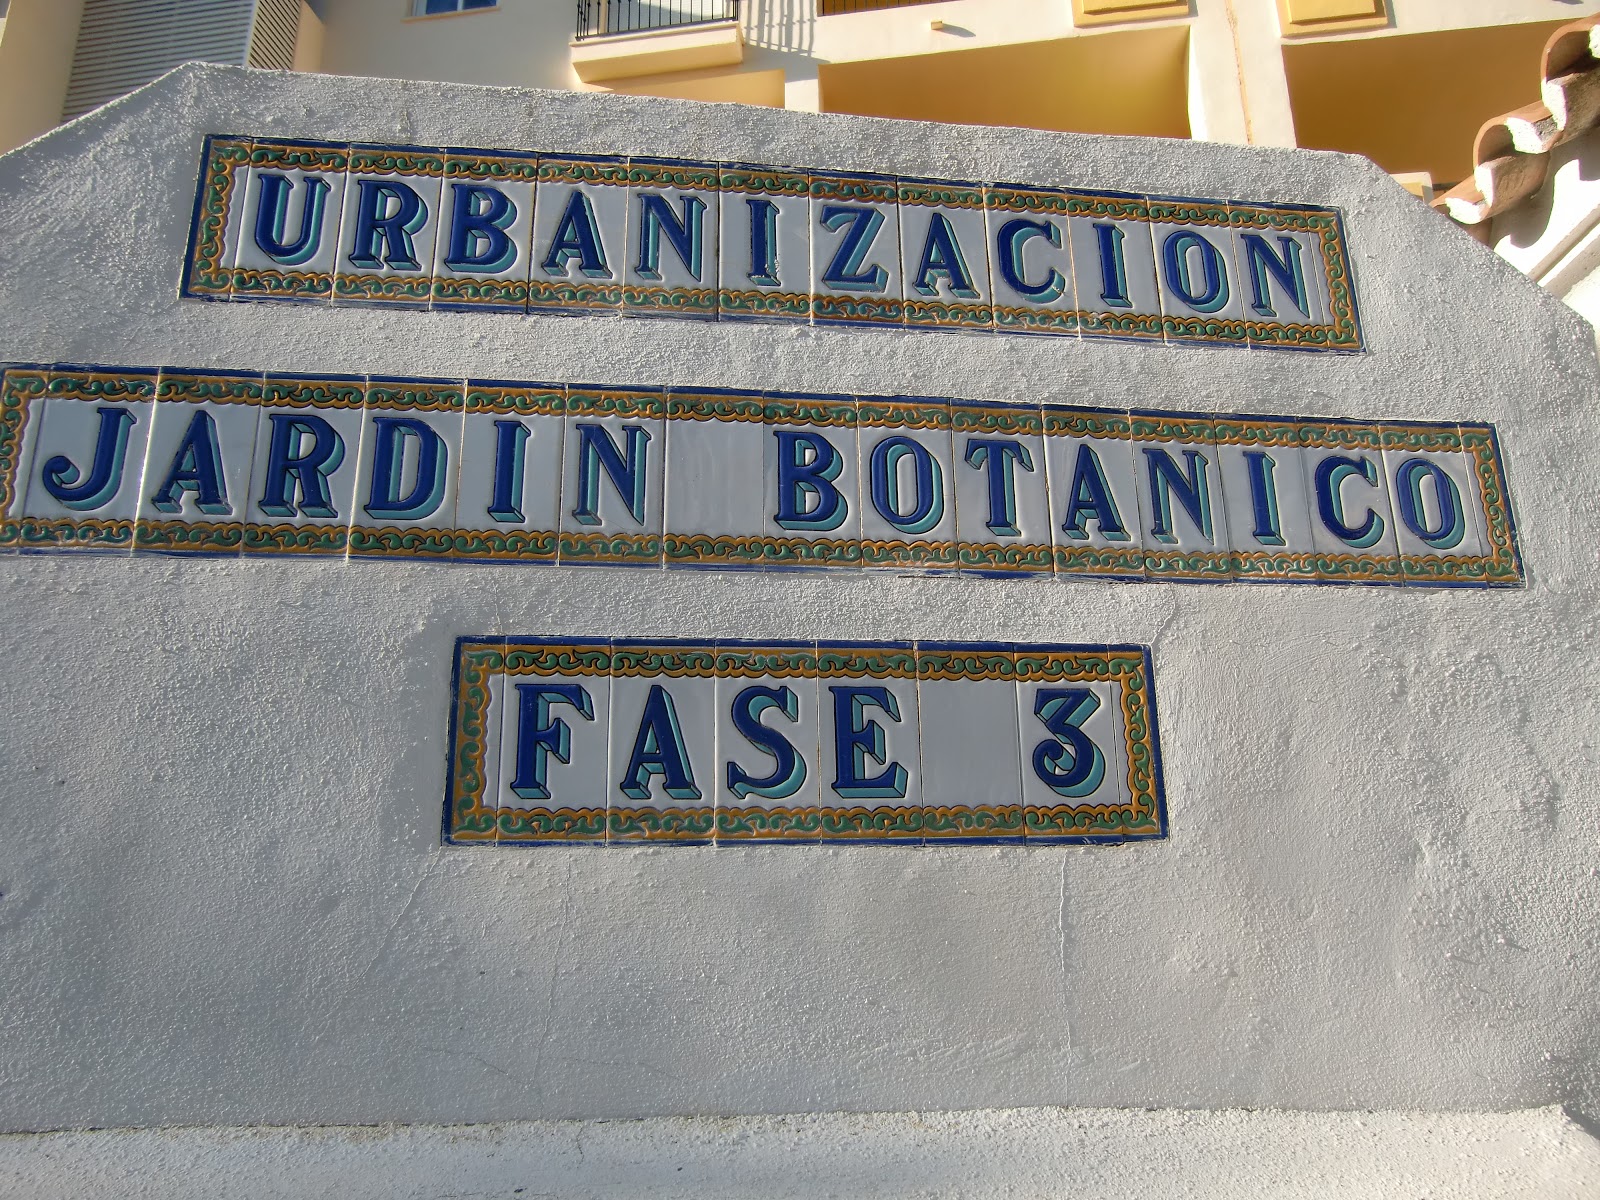 URBANIZACION
JARDIN BOTANICO
FASE 3